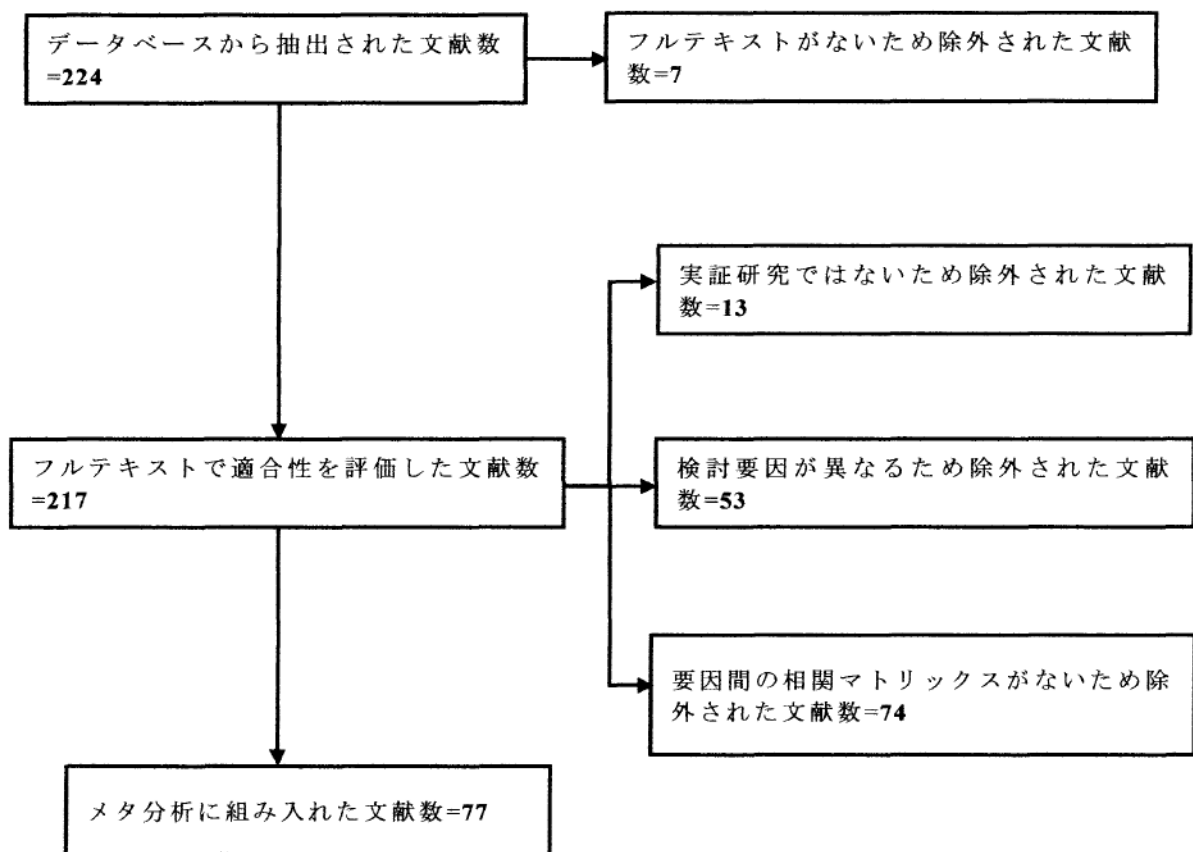 データベースから抽出された文献数
=224
フルテキストがないため除外された文献
数=7
実証研究ではないため除外された文献
数=13
フルテキストで適合性を評価した文献数
=217
検討要因が異なるため除外された文献
数=53
要因間の相関マトリックスがないため除
外された文献数=74
メタ分析に組み入れた文献数=77